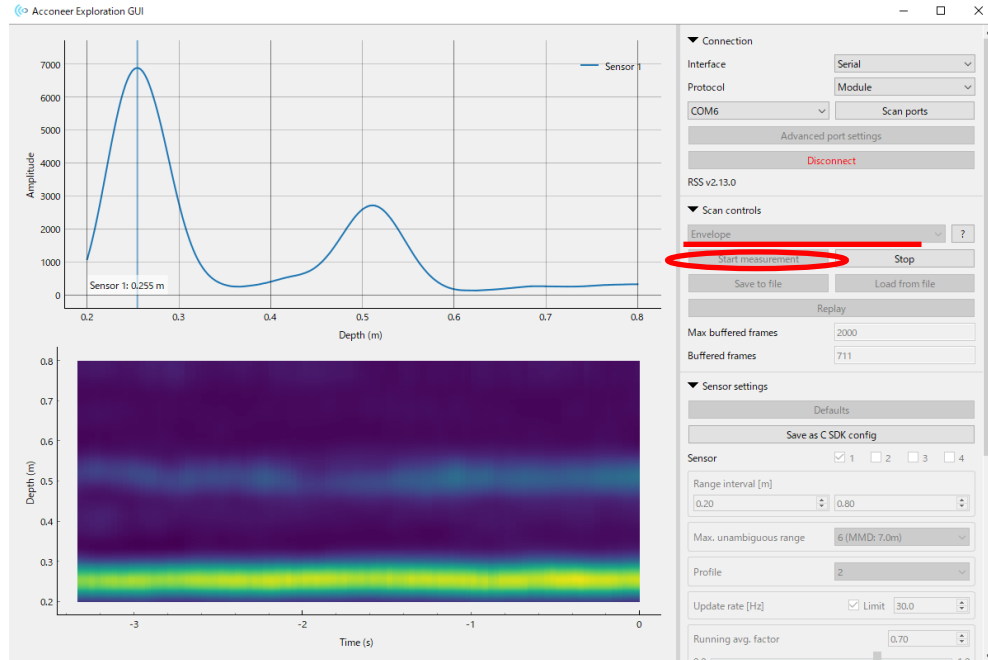 Acconeer Exploration GUI
7000
6000
5000
4000
3000
2000
1000
0
Amplitude
Sensor 1
Sensor 1: 0.255 m
0.2 0.3 0.4 0.5 0.6 0.7 0.8
Depth (m)
0.8
0.7
0.6
0.5
0.4
0.3
0.2
Depth (m)
-3 -2 -1 0
Time (s)
Connection
Interface Serial
Protocol Module
COM6 Scan ports
Advanced port settings
Disconnect
RSS v2.13.0
Scan controls
Envelope ?
Start measurement Stop
Save to file Load from file
Replay
Max buffered frames 2000
Buffered frames 711
Sensor settings
Defaults
Save as C SDK config
Sensor 1 2 3 4
Range interval [m]
0.20 0.80
Max. unambiguous range 6 (MMD: 7.0m)
Profile 2
Update rate [Hz] Limit 30.0
Running avg. factor 0.70